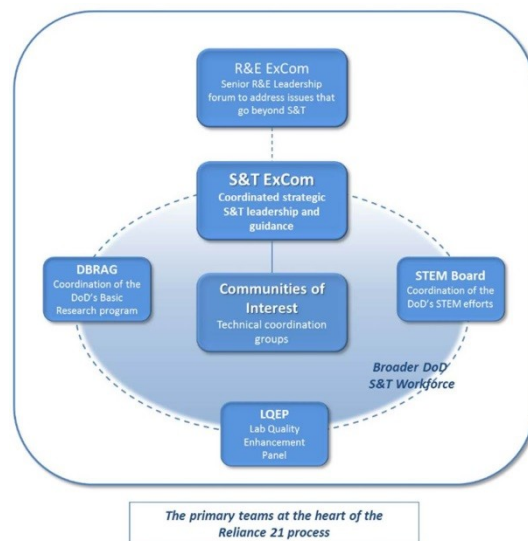 R&E ExCom
Senior R&E Leadership
forum to address issues that
go beyond S&T
S&T ExCom
Coordinated strategic
S&T leadership and
guidance
DBRAG
Coordination of the
DoD's Basic
Research program
Communities of
Interest
Technical coordination
groups
STEM Board
Coordination of the
DoD's STEM efforts
Broader DoD
S&T Workforce
LQEP
Lab Quality
Enhancement
Panel
The primary teams at the heart of the
Reliance 21 process